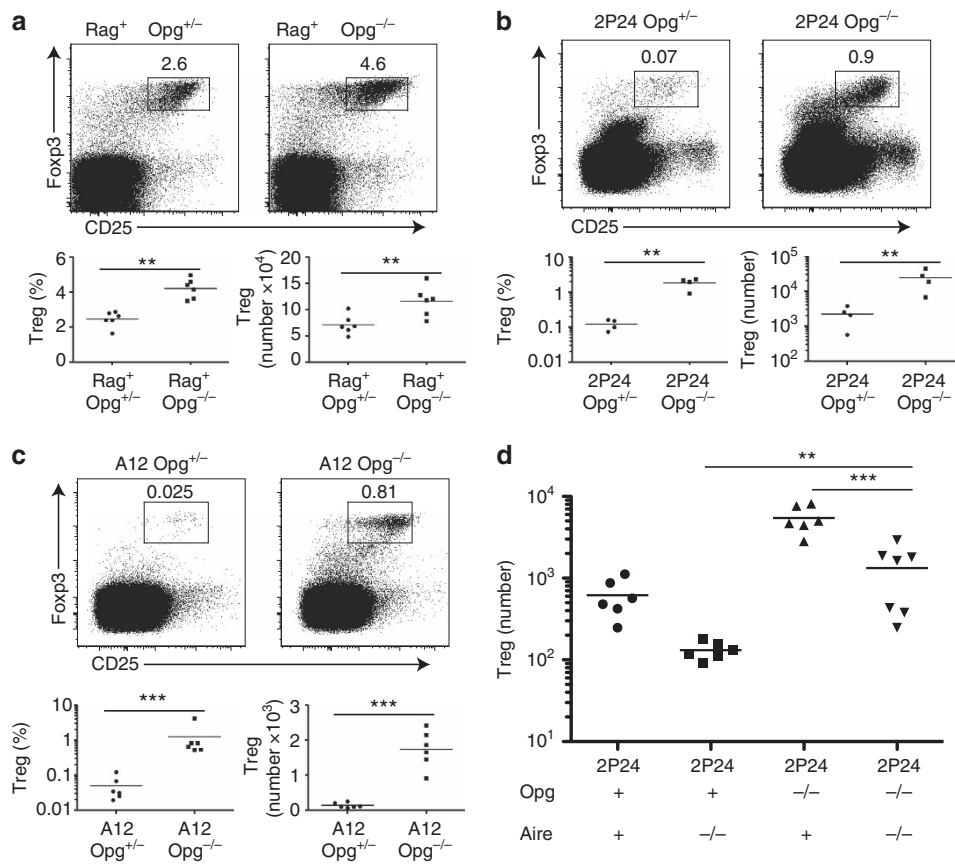 a
Rag⁺ Opg⁺/⁻ Rag⁺ Opg⁻/⁻
2.6 4.6
Foxp3
CD25
** **
Treg (%)
6
4
2
0
Rag⁺ Opg⁺/⁻ Rag⁺ Opg⁻/⁻
Treg (number ×10⁴)
20
15
10
5
0
Rag⁺ Opg⁺/⁻ Rag⁺ Opg⁻/⁻
b
2P24 Opg⁺/⁻ 2P24 Opg⁻/⁻
0.07 0.9
Foxp3
CD25
** **
Treg (%)
10
1
0.1
0.01
2P24 Opg⁺/⁻ 2P24 Opg⁻/⁻
Treg (number)
10⁵
10⁴
10³
10²
2P24 Opg⁺/⁻ 2P24 Opg⁻/⁻
c
A12 Opg⁺/⁻ A12 Opg⁻/⁻
0.025 0.81
Foxp3
CD25
*** ***
Treg (%)
10
1
0.1
0.01
A12 Opg⁺/⁻ A12 Opg⁻/⁻
Treg (number ×10³)
3
2
1
0
A12 Opg⁺/⁻ A12 Opg⁻/⁻
d
**
***
Treg (number)
10⁴
10³
10²
10¹
2P24 2P24 2P24 2P24
Opg + + –/– –/–
Aire + –/– + –/–